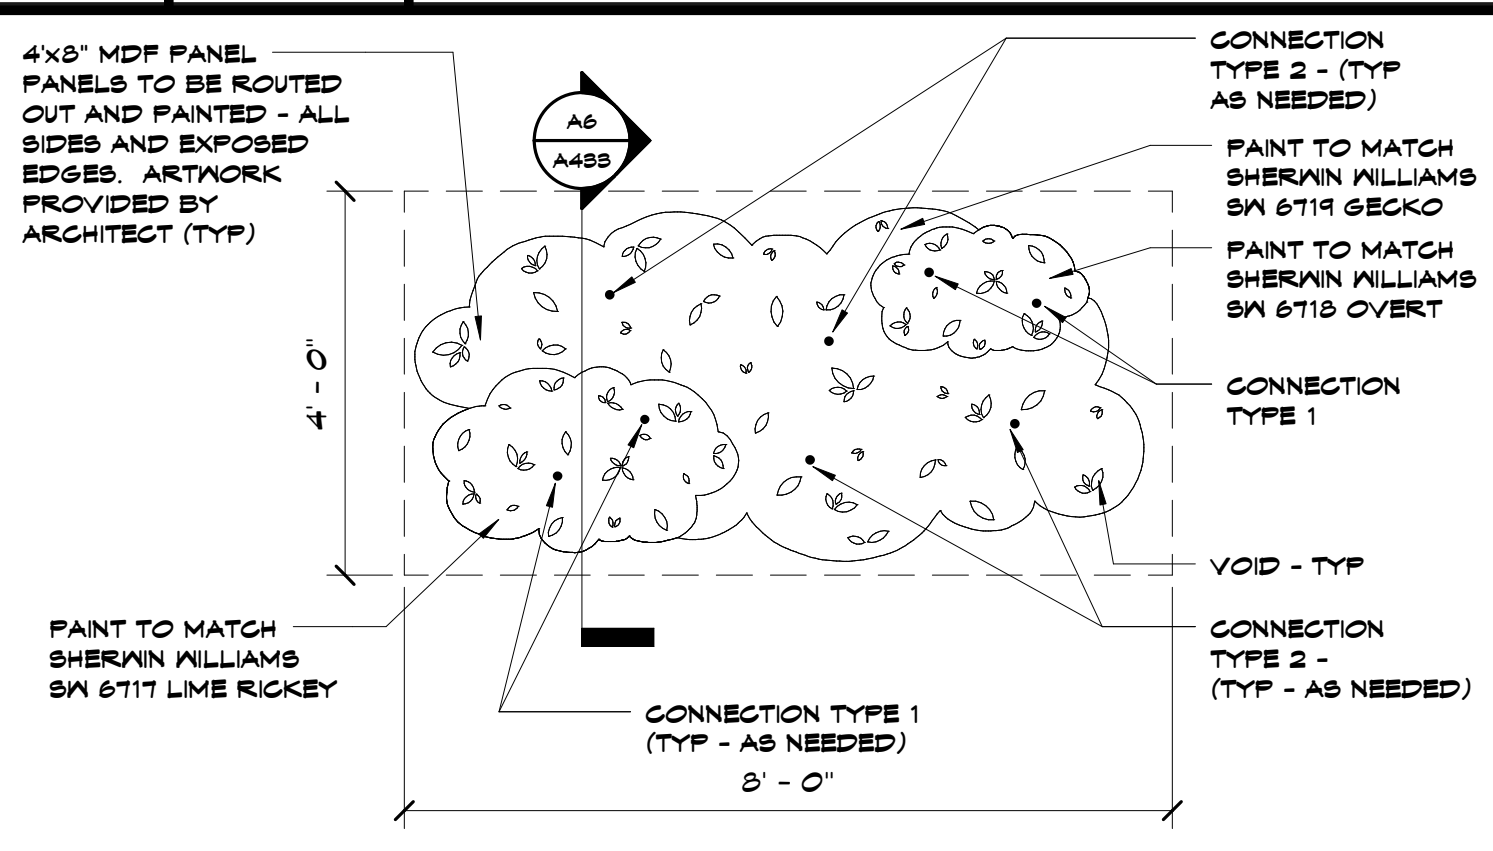 4'x8" MDF PANEL
PANELS TO BE ROUTED
OUT AND PAINTED - ALL
SIDES AND EXPOSED
EDGES. ARTWORK
PROVIDED BY
ARCHITECT (TYP)
A6
A433
CONNECTION
TYPE 2 - (TYP
AS NEEDED)
PAINT TO MATCH
SHERWIN WILLIAMS
SW 6719 GECKO
PAINT TO MATCH
SHERWIN WILLIAMS
SW 6718 OVERT
CONNECTION
TYPE 1
4' - 0"
VOID - TYP
PAINT TO MATCH
SHERWIN WILLIAMS
SW 6717 LIME RICKEY
CONNECTION
TYPE 2 -
(TYP - AS NEEDED)
CONNECTION TYPE 1
(TYP - AS NEEDED)
8' - 0"